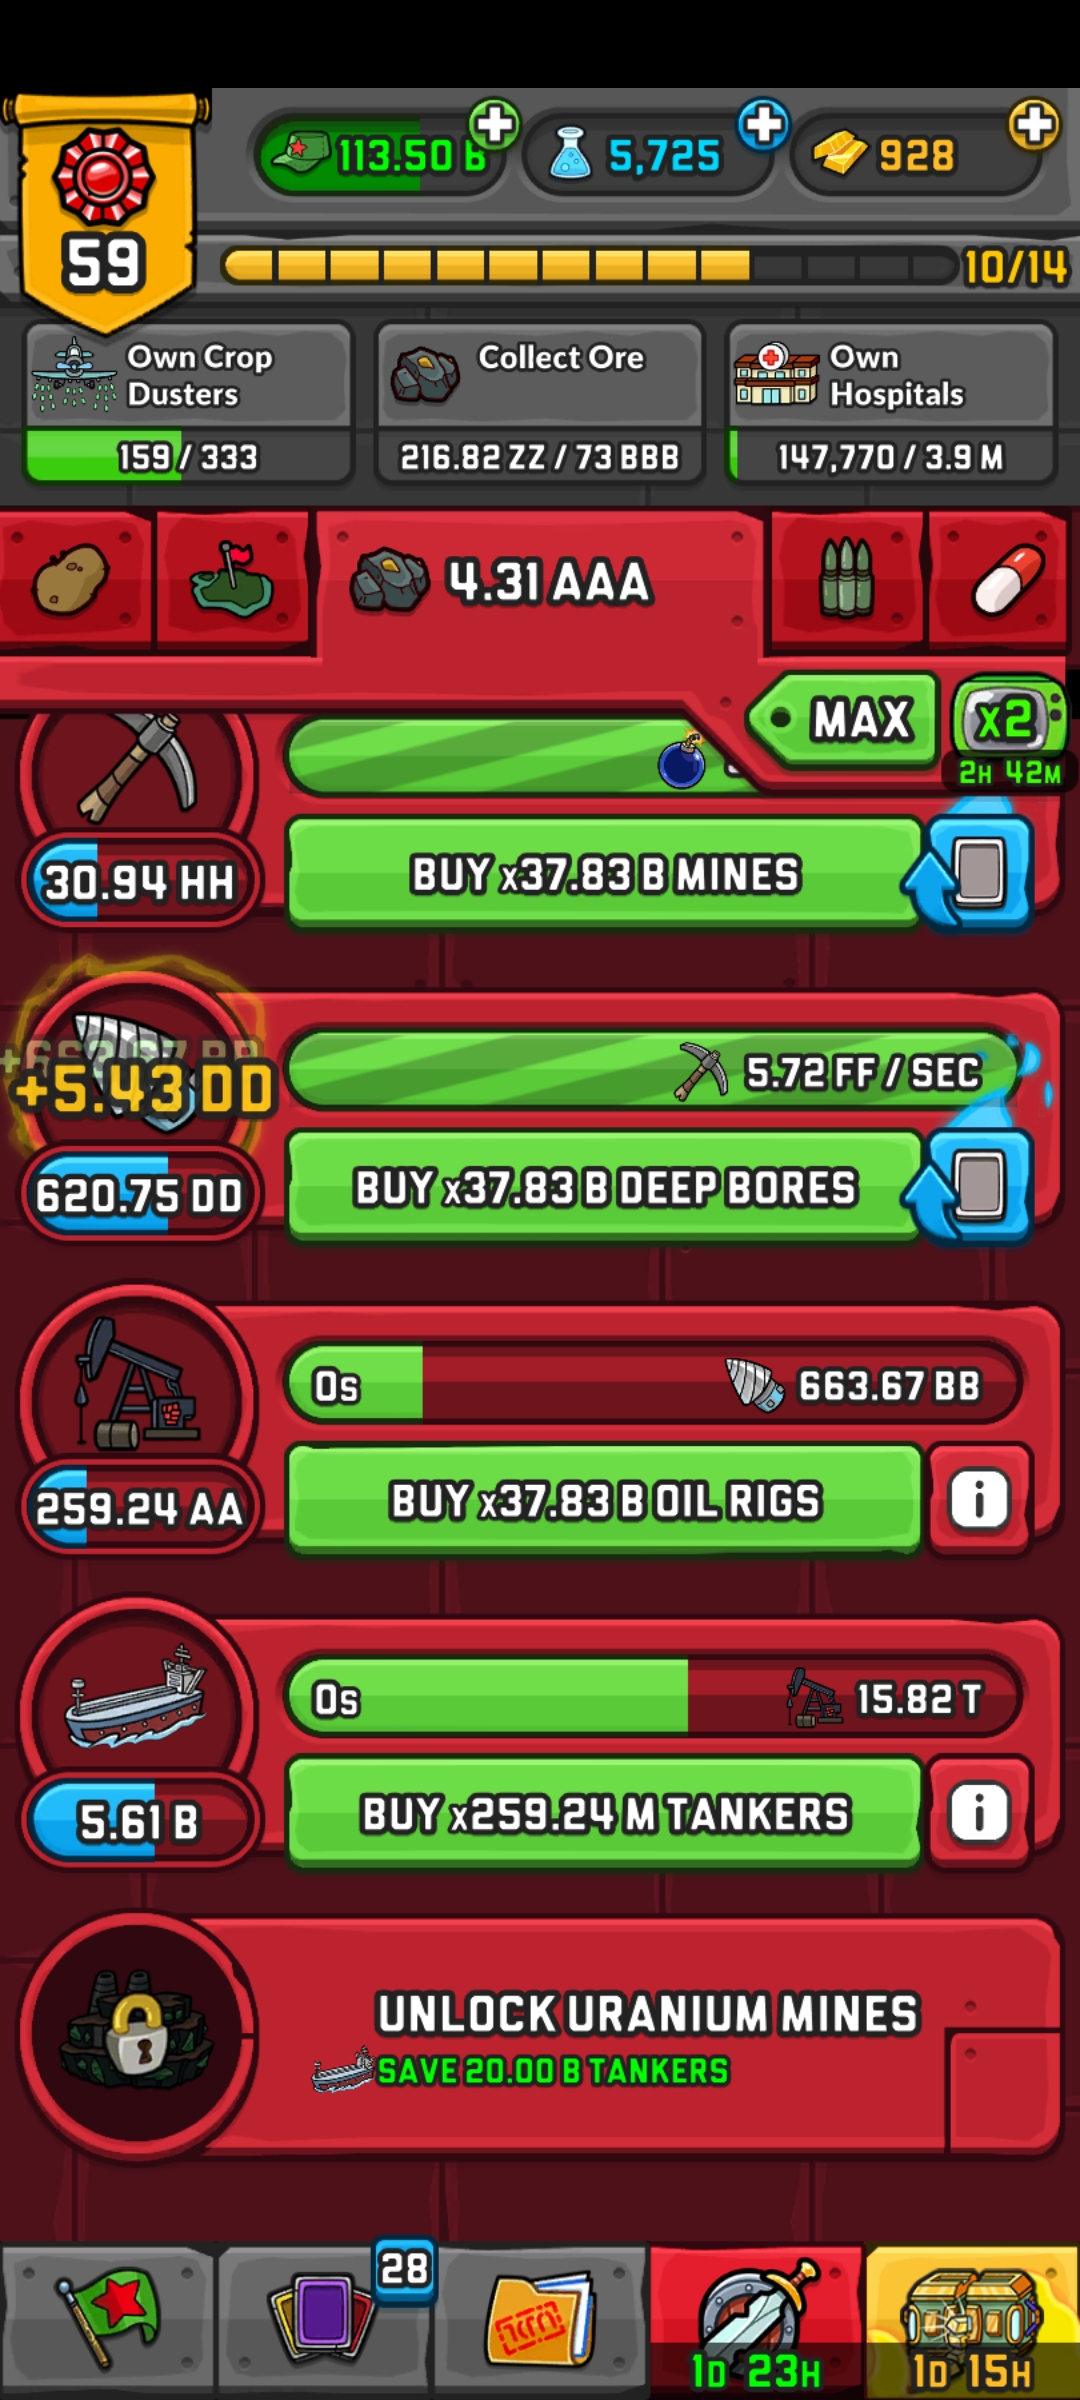 113.50 B
5,725
928
59
10/14
Own Crop
Dusters
159 / 333
Collect Ore
216.82 ZZ / 73 BBB
Own
Hospitals
147,770 / 3.9 M
4.31 AAA
MAX
x2
2H 42M
30.94 HH
BUY x37.83 B MINES
+663.67 BB
+5.43 DD
5.72 FF / SEC
620.75 DD
BUY x37.83 B DEEP BORES
0s
663.67 BB
259.24 AA
BUY x37.83 B OIL RIGS
i
0s
15.82 T
5.61 B
BUY x259.24 M TANKERS
i
UNLOCK URANIUM MINES
SAVE 20.00 B TANKERS
28
1D 23H
1D 15H